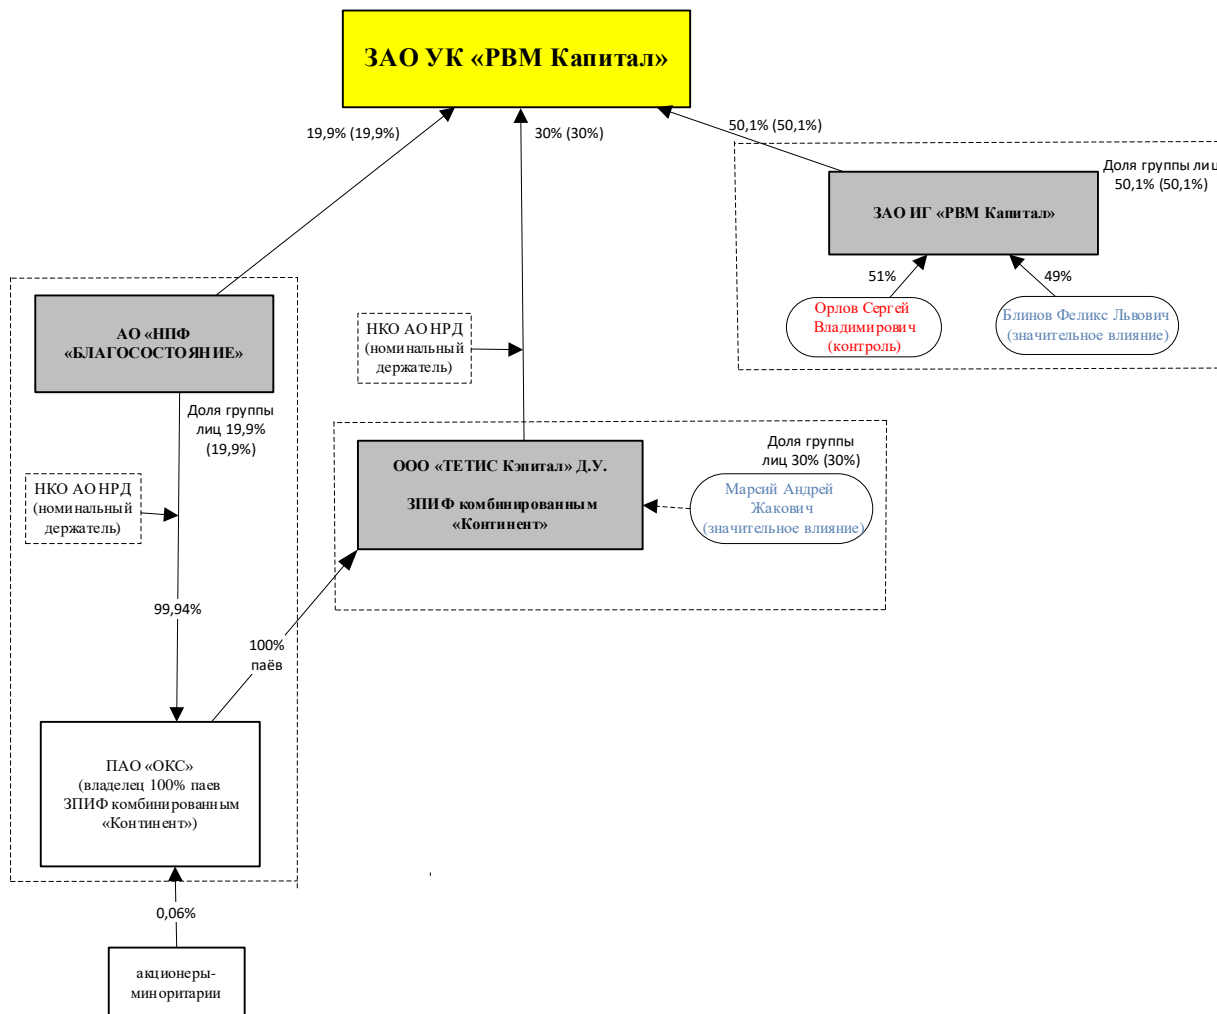 ЗАО УК «РВМ Капитал»
19,9% (19,9%)
30% (30%)
50,1% (50,1%)
Доля группы лиц
50,1% (50,1%)
ЗАО ИГ «РВМ Капитал»
51%
49%
Орлов Сергей
Владимирович
(контроль)
Блинов Феликс Львович
(значительное влияние)
АО «НПФ
«БЛАГОСОСТОЯНИЕ»
НКО АО НРД
(номинальный
держатель)
Доля группы
лиц 19,9%
(19,9%)
ООО «ТЕТИС Кэпитал» Д.У.
ЗПИФ комбинированным
«Континент»
Доля группы
лиц 30% (30%)
Марсий Андрей
Жакович
(значительное влияние)
НКО АО НРД
(номинальный
держатель)
99,94%
100%
паёв
ПАО «ОКС»
(владелец 100% паев
ЗПИФ комбинированным
«Континент»)
0,06%
акционеры-
миноритарии